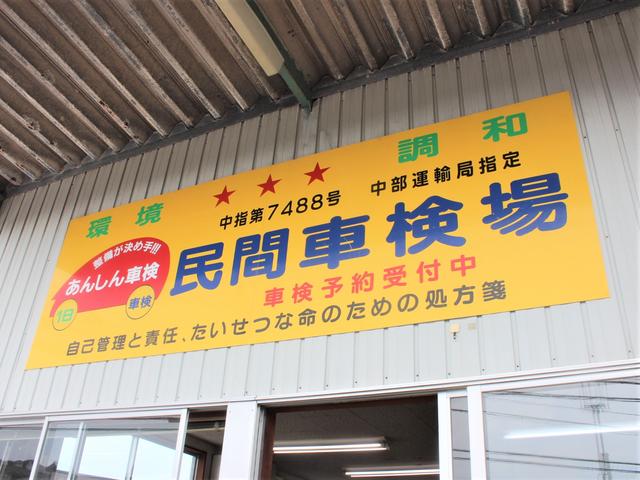 環境 調和
中指第7488号 中部運輸局指定
整備が決め手!!!
あんしん車検
1日 車検
民間車検場
車検予約受付中
自己管理と責任、たいせつな命のための処方箋